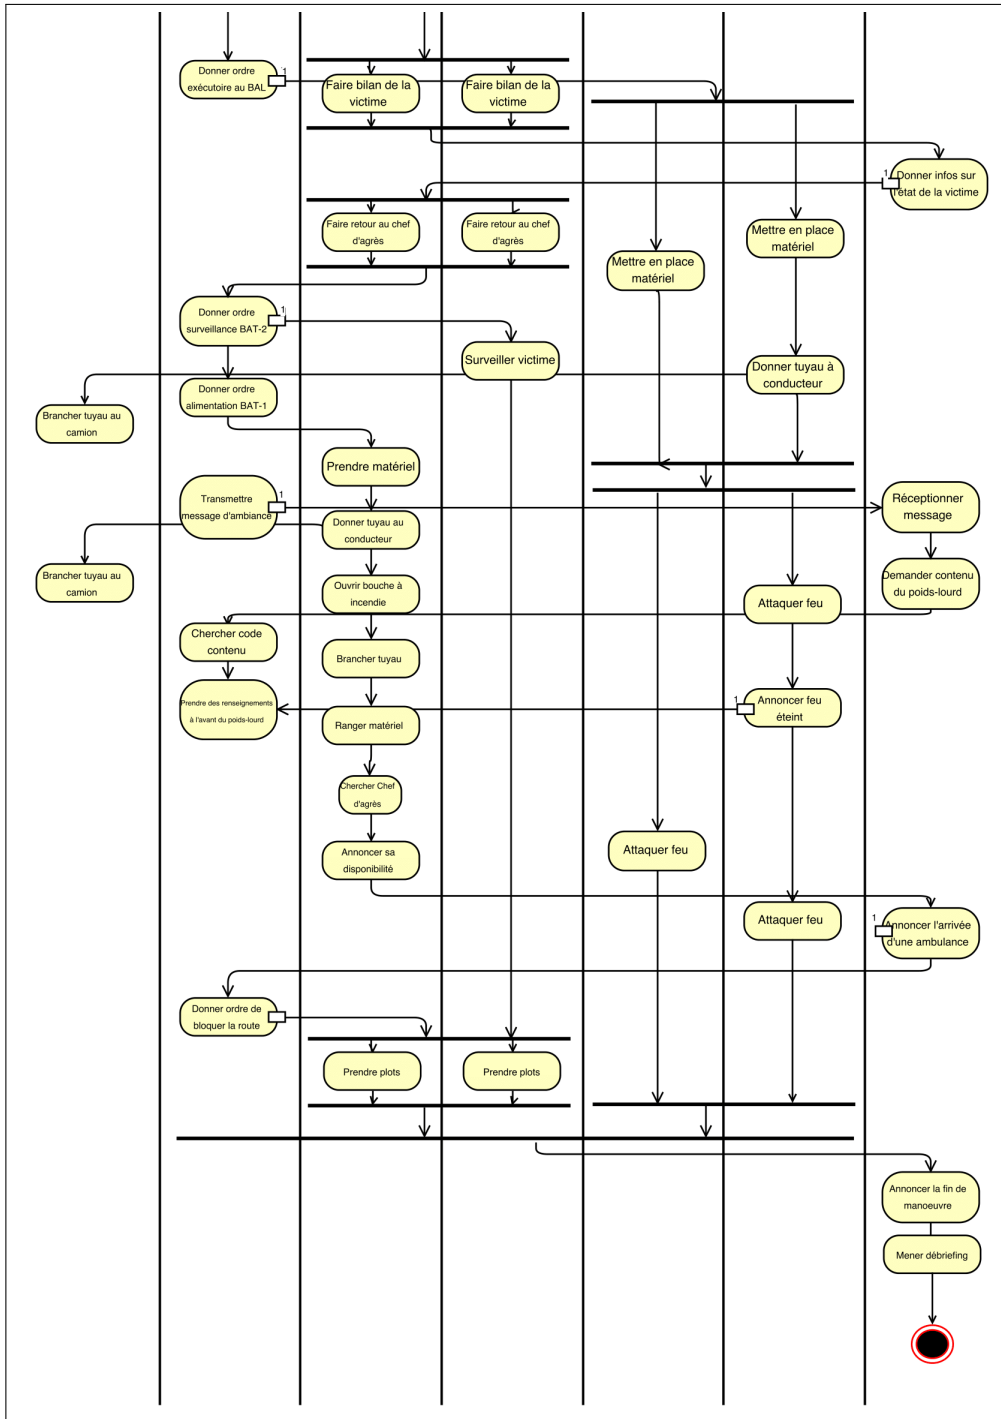 Donner ordre
exécutoire au BAL
1
Faire bilan de la
victime
Faire bilan de la
victime
1
Donner infos sur
l'état de la victime
Faire retour au chef
d'agrès
Faire retour au chef
d'agrès
Mettre en place
matériel
Mettre en place
matériel
Donner ordre
surveillance BAT-2
1
Surveiller victime
Donner tuyau à
conducteur
Donner ordre
alimentation BAT-1
Brancher tuyau au
camion
Prendre matériel
Transmettre
message d'ambiance
1
Réceptionner
message
Donner tuyau au
conducteur
Brancher tuyau au
camion
Ouvrir bouche à
incendie
Demander contenu
du poids-lourd
Attaquer feu
Chercher code
contenu
Brancher tuyau
Prendre des renseignements
à l'avant du poids-lourd
Ranger matériel
1
Annoncer feu
éteint
Chercher Chef
d'agrès
Annoncer sa
disponibilité
Attaquer feu
Attaquer feu
1
Annoncer l'arrivée
d'une ambulance
Donner ordre de
bloquer la route
Prendre plots
Prendre plots
Annoncer la fin de
manoeuvre
Mener débriefing